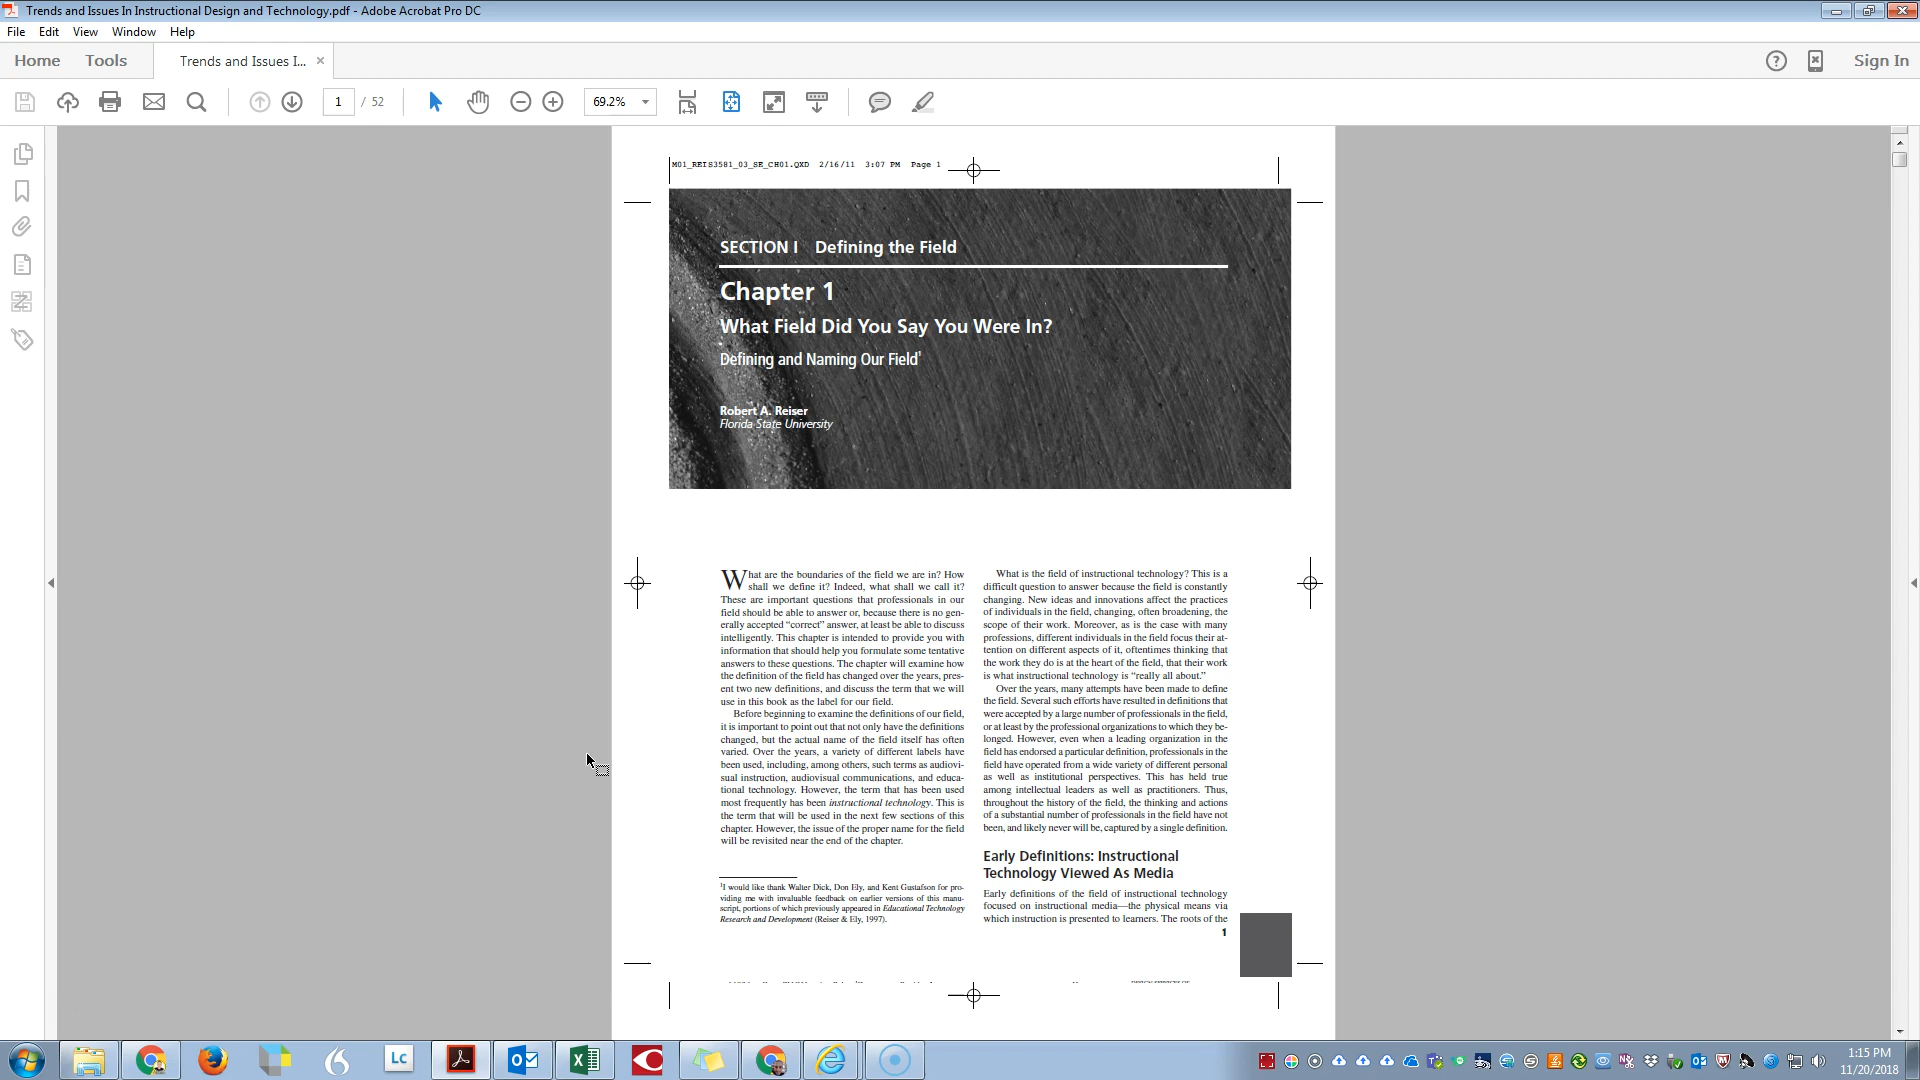 Trends and Issues In Instructional Design and Technology.pdf - Adobe Acrobat Pro DC
File Edit View Window Help
Home Tools Trends and Issues I... × Sign In
1 / 52 69.2%
M01_REIS3581_03_SE_CH01.QXD 2/16/11 3:07 PM Page 1
SECTION I Defining the Field
Chapter 1
What Field Did You Say You Were In?
Defining and Naming Our Field¹
Robert A. Reiser
Florida State University
What are the boundaries of the field we are in? How
shall we define it? Indeed, what shall we call it?
These are important questions that professionals in our
field should be able to answer or, because there is no gen-
erally accepted “correct” answer, at least be able to discuss
intelligently. This chapter is intended to provide you with
information that should help you formulate some tentative
answers to these questions. The chapter will examine how
the definition of the field has changed over the years, pres-
ent two new definitions, and discuss the term that we will
use in this book as the label for our field.
Before beginning to examine the definitions of our field,
it is important to point out that not only have the definitions
changed, but the actual name of the field itself has often
varied. Over the years, a variety of different labels have
been used, including, among others, such terms as audiovi-
sual instruction, audiovisual communications, and educa-
tional technology. However, the term that has been used
most frequently has been instructional technology. This is
the term that will be used in the next few sections of this
chapter. However, the issue of the proper name for the field
will be revisited near the end of the chapter.
¹I would like thank Walter Dick, Don Ely, and Kent Gustafson for pro-
viding me with invaluable feedback on earlier versions of this manu-
script, portions of which previously appeared in Educational Technology
Research and Development (Reiser & Ely, 1997).
What is the field of instructional technology? This is a
difficult question to answer because the field is constantly
changing. New ideas and innovations affect the practices
of individuals in the field, changing, often broadening, the
scope of their work. Moreover, as is the case with many
professions, different individuals in the field focus their at-
tention on different aspects of it, oftentimes thinking that
the work they do is at the heart of the field, that their work
is what instructional technology is “really all about.”
Over the years, many attempts have been made to define
the field. Several such efforts have resulted in definitions that
were accepted by a large number of professionals in the field,
or at least by the professional organizations to which they be-
longed. However, even when a leading organization in the
field has endorsed a particular definition, professionals in the
field have operated from a wide variety of different personal
as well as institutional perspectives. This has held true
among intellectual leaders as well as practitioners. Thus,
throughout the history of the field, the thinking and actions
of a substantial number of professionals in the field have not
been, and likely never will be, captured by a single definition.
Early Definitions: Instructional
Technology Viewed As Media
Early definitions of the field of instructional technology
focused on instructional media—the physical means via
which instruction is presented to learners. The roots of the
1
Lc
1:15 PM
11/20/2018